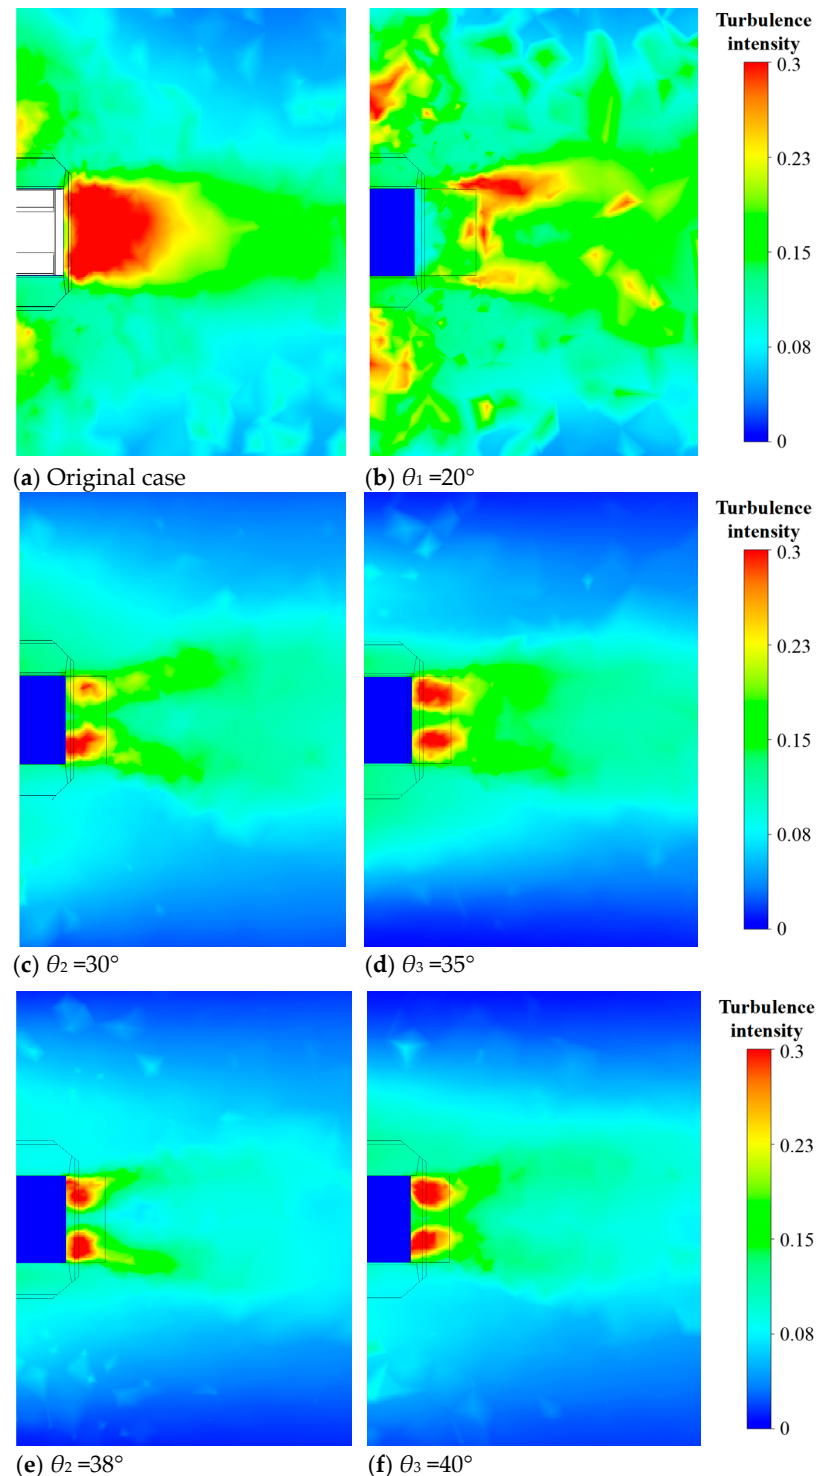 Turbulence
intensity
0.3
0.23
0.15
0.08
0
(a) Original case
(b) θ1 =20°
Turbulence
intensity
0.3
0.23
0.15
0.08
0
(c) θ2 =30°
(d) θ3 =35°
Turbulence
intensity
0.3
0.23
0.15
0.08
0
(e) θ2 =38°
(f) θ3 =40°